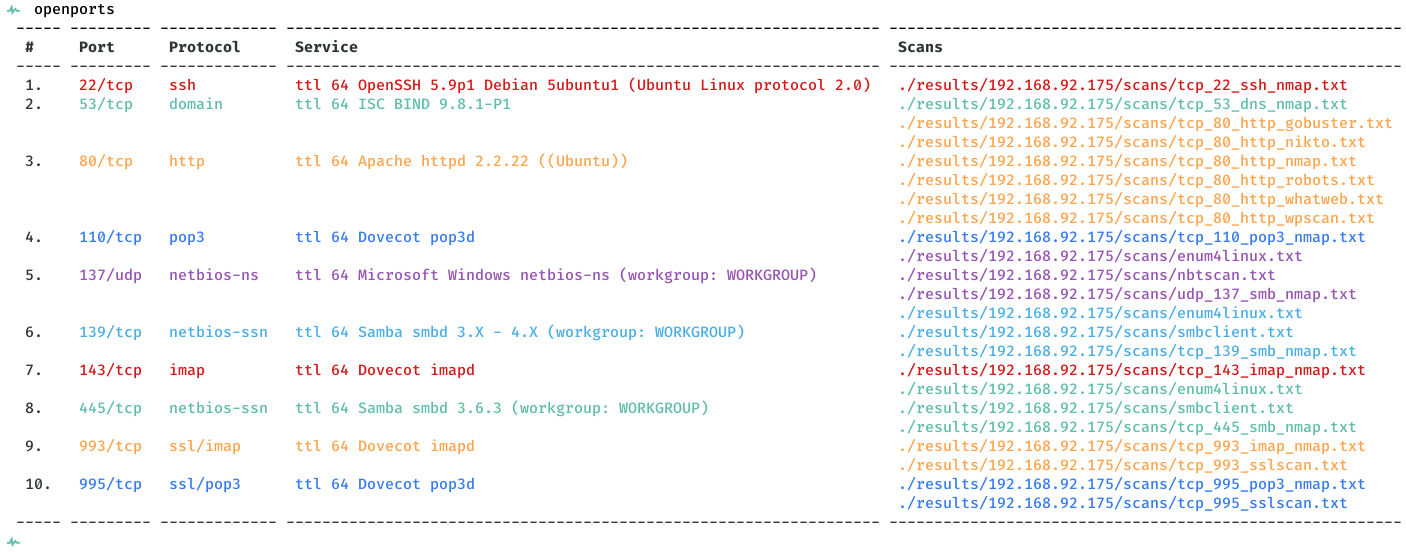 openports
# Port Protocol Service Scans
1. 22/tcp ssh ttl 64 OpenSSH 5.9p1 Debian 5ubuntu1 (Ubuntu Linux protocol 2.0) ./results/192.168.92.175/scans/tcp_22_ssh_nmap.txt
2. 53/tcp domain ttl 64 ISC BIND 9.8.1-P1 ./results/192.168.92.175/scans/tcp_53_dns_nmap.txt
./results/192.168.92.175/scans/tcp_80_http_gobuster.txt
./results/192.168.92.175/scans/tcp_80_http_nikto.txt
3. 80/tcp http ttl 64 Apache httpd 2.2.22 ((Ubuntu)) ./results/192.168.92.175/scans/tcp_80_http_nmap.txt
./results/192.168.92.175/scans/tcp_80_http_robots.txt
./results/192.168.92.175/scans/tcp_80_http_whatweb.txt
./results/192.168.92.175/scans/tcp_80_http_wpscan.txt
4. 110/tcp pop3 ttl 64 Dovecot pop3d ./results/192.168.92.175/scans/tcp_110_pop3_nmap.txt
./results/192.168.92.175/scans/enum4linux.txt
5. 137/udp netbios-ns ttl 64 Microsoft Windows netbios-ns (workgroup: WORKGROUP) ./results/192.168.92.175/scans/nbtscan.txt
./results/192.168.92.175/scans/udp_137_smb_nmap.txt
./results/192.168.92.175/scans/enum4linux.txt
6. 139/tcp netbios-ssn ttl 64 Samba smbd 3.X - 4.X (workgroup: WORKGROUP) ./results/192.168.92.175/scans/smbclient.txt
./results/192.168.92.175/scans/tcp_139_smb_nmap.txt
7. 143/tcp imap ttl 64 Dovecot imapd ./results/192.168.92.175/scans/tcp_143_imap_nmap.txt
./results/192.168.92.175/scans/enum4linux.txt
8. 445/tcp netbios-ssn ttl 64 Samba smbd 3.6.3 (workgroup: WORKGROUP) ./results/192.168.92.175/scans/smbclient.txt
./results/192.168.92.175/scans/tcp_445_smb_nmap.txt
9. 993/tcp ssl/imap ttl 64 Dovecot imapd ./results/192.168.92.175/scans/tcp_993_imap_nmap.txt
./results/192.168.92.175/scans/tcp_993_sslscan.txt
10. 995/tcp ssl/pop3 ttl 64 Dovecot pop3d ./results/192.168.92.175/scans/tcp_995_pop3_nmap.txt
./results/192.168.92.175/scans/tcp_995_sslscan.txt